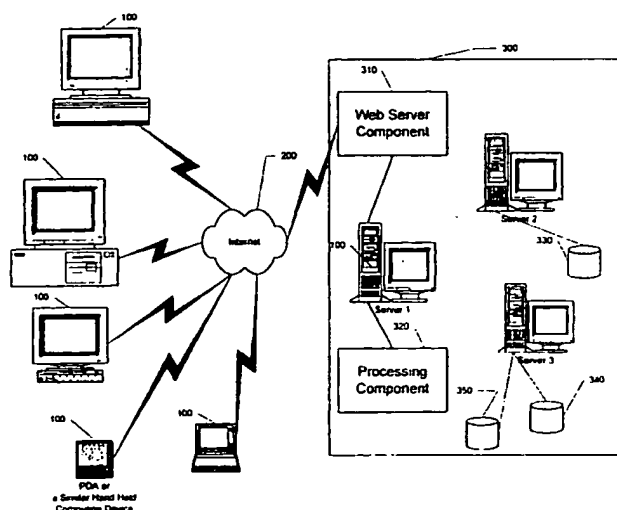 100
300
310
Web Server
Component
100
200
Internet
Server 2
330
100
100
Server 1
320
Processing
Component
Server 3
350
340
100
100
PDA or
a Similar Hand Held
Computing Device